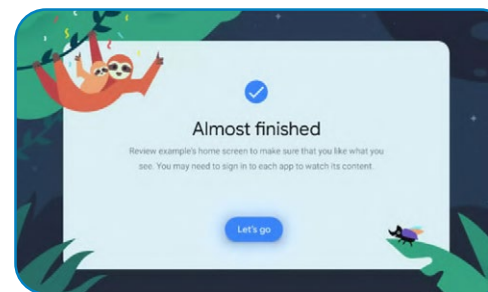 Almost finished
Review example's home screen to make sure that you like what you
see. You may need to sign in to each app to watch its content.
Let's go